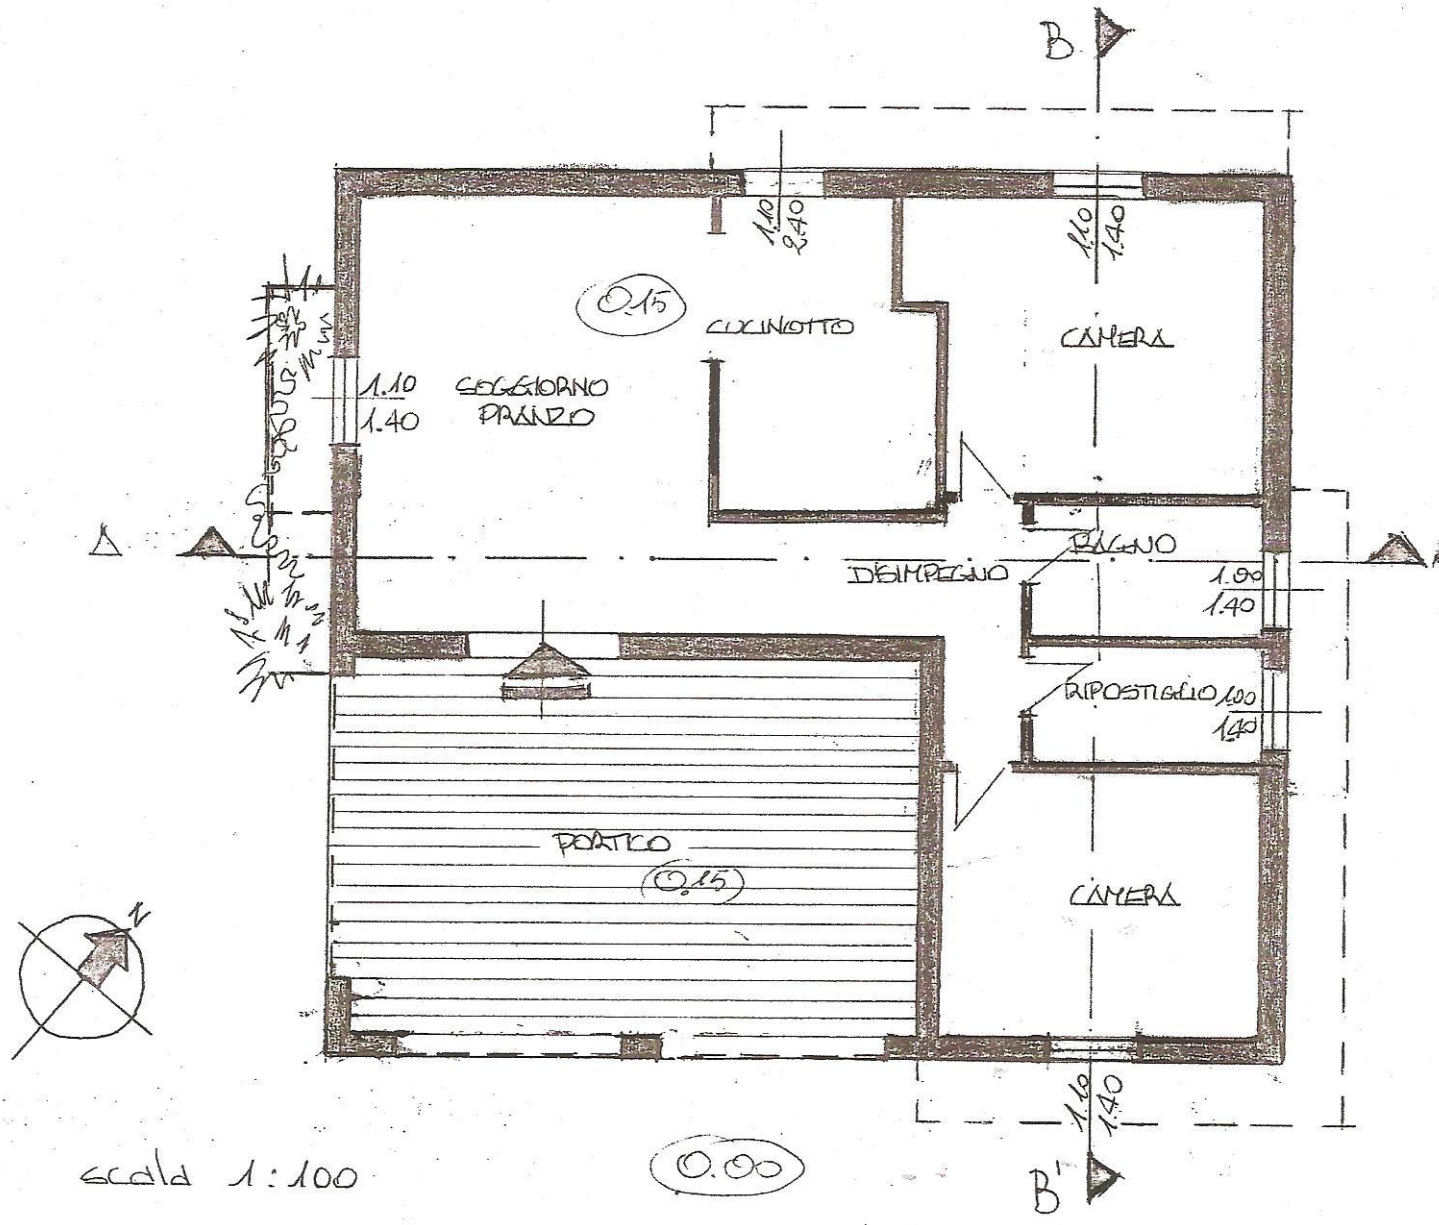 B
1.10
2.40
1.10
1.40
0.15
CUCINOTTO
CAMERA
1.10
1.40
SOGGIORNO
PRANZO
A
BAGNO
DISIMPEGNO
1.00
1.40
RIPOSTIGLIO
1.00
1.40
PORTICO
0.15
CAMERA
N
1.10
1.40
scala 1:100
0.00
B'